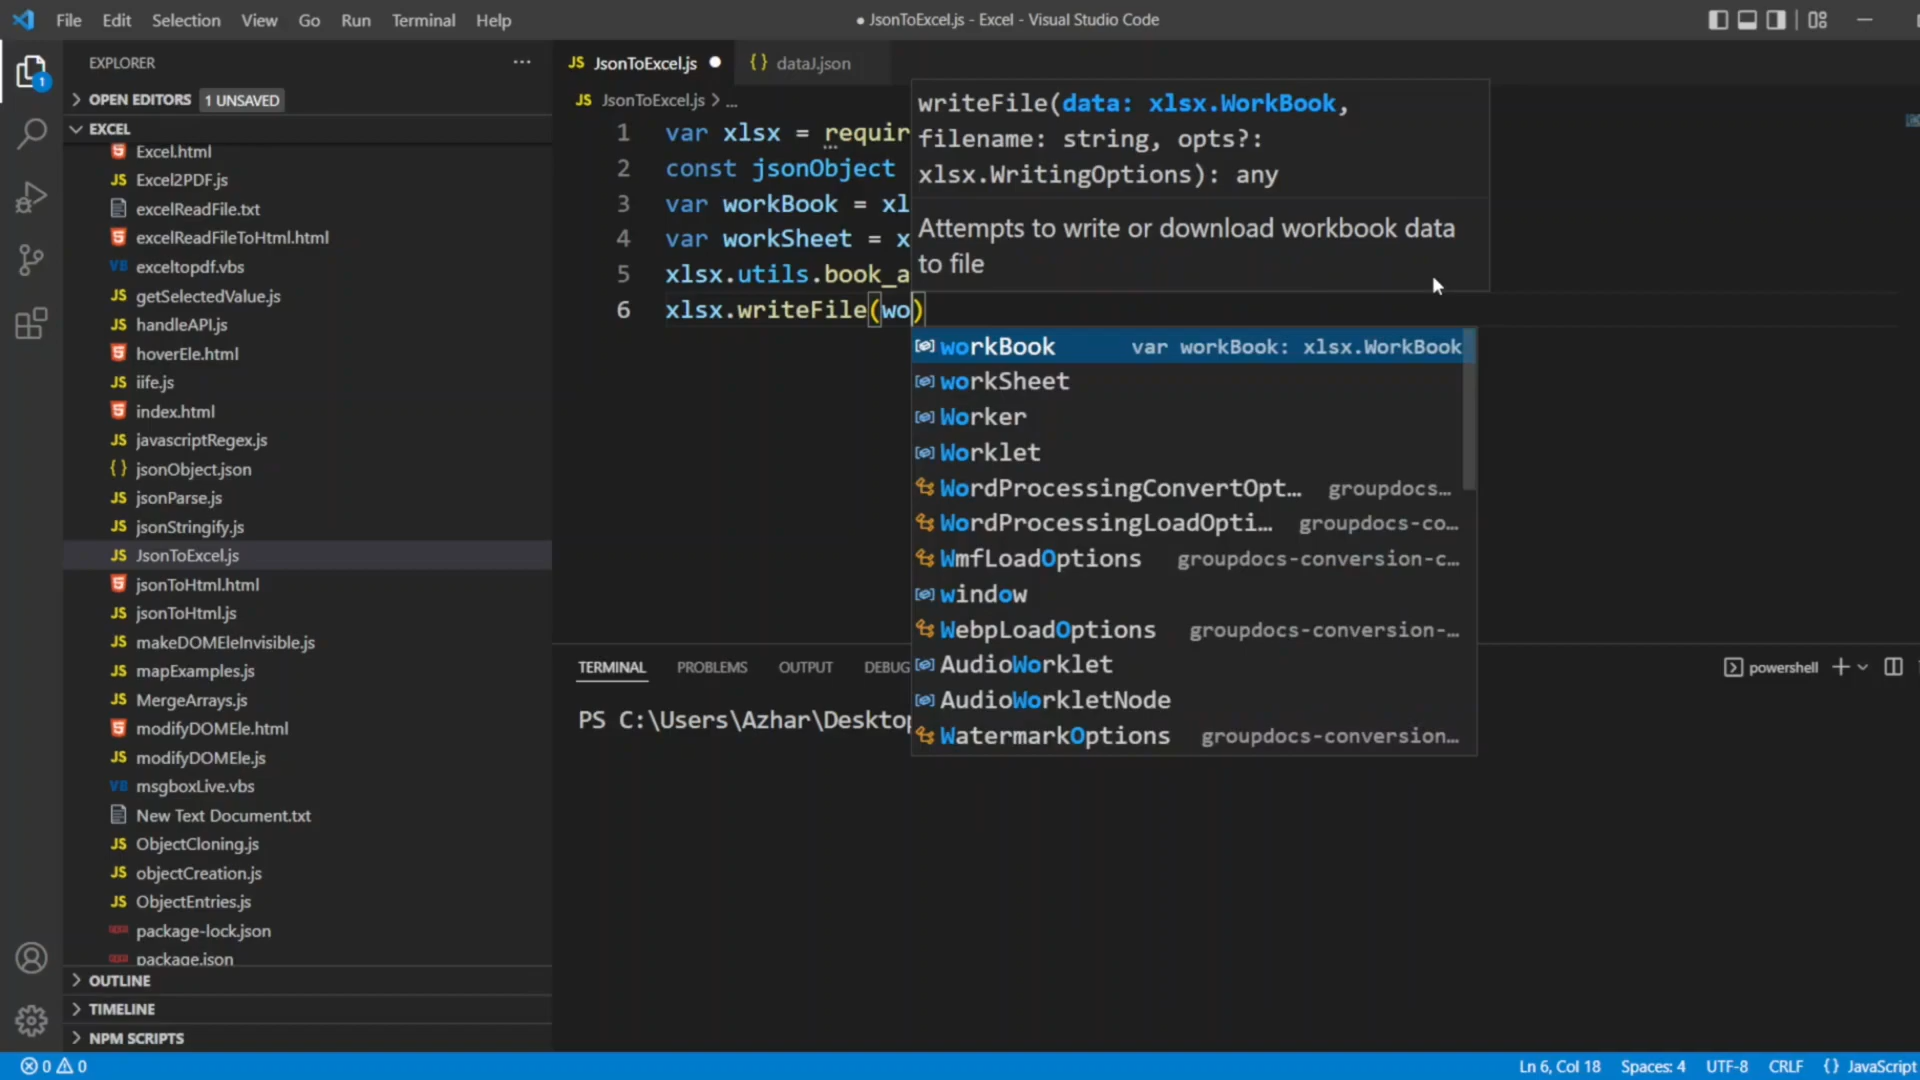 File Edit Selection View Go Run Terminal Help
● JsonToExcel.js - Excel - Visual Studio Code
EXPLORER
OPEN EDITORS 1 UNSAVED
EXCEL
Excel.html
Excel2PDF.js
excelReadFile.txt
excelReadFileToHtml.html
exceltopdf.vbs
getSelectedValue.js
handleAPI.js
hoverEle.html
iife.js
index.html
javascriptRegex.js
jsonObject.json
jsonParse.js
jsonStringify.js
JsonToExcel.js
jsonToHtml.html
jsonToHtml.js
makeDOMEleInvisible.js
mapExamples.js
MergeArrays.js
modifyDOMEle.html
modifyDOMEle.js
msgboxLive.vbs
New Text Document.txt
ObjectCloning.js
objectCreation.js
ObjectEntries.js
package-lock.json
package.json
OUTLINE
TIMELINE
NPM SCRIPTS
JS JsonToExcel.js ● {} dataJ.json
JS JsonToExcel.js > ...
1 var xlsx = requir
2 const jsonObject
3 var workBook = xl
4 var workSheet = x
5 xlsx.utils.book_a
6 xlsx.writeFile(wo)
writeFile(data: xlsx.WorkBook,
filename: string, opts?:
xlsx.WritingOptions): any
Attempts to write or download workbook data
to file
workBook var workBook: xlsx.WorkBook
workSheet
Worker
Worklet
WordProcessingConvertOpt… groupdocs…
WordProcessingLoadOpti… groupdocs-co…
WmfLoadOptions groupdocs-conversion-c…
window
WebpLoadOptions groupdocs-conversion-…
AudioWorklet
AudioWorkletNode
WatermarkOptions groupdocs-conversion…
TERMINAL PROBLEMS OUTPUT DEBUG
powershell
PS C:\Users\Azhar\Desktop
0 0
Ln 6, Col 18 Spaces: 4 UTF-8 CRLF {} JavaScript